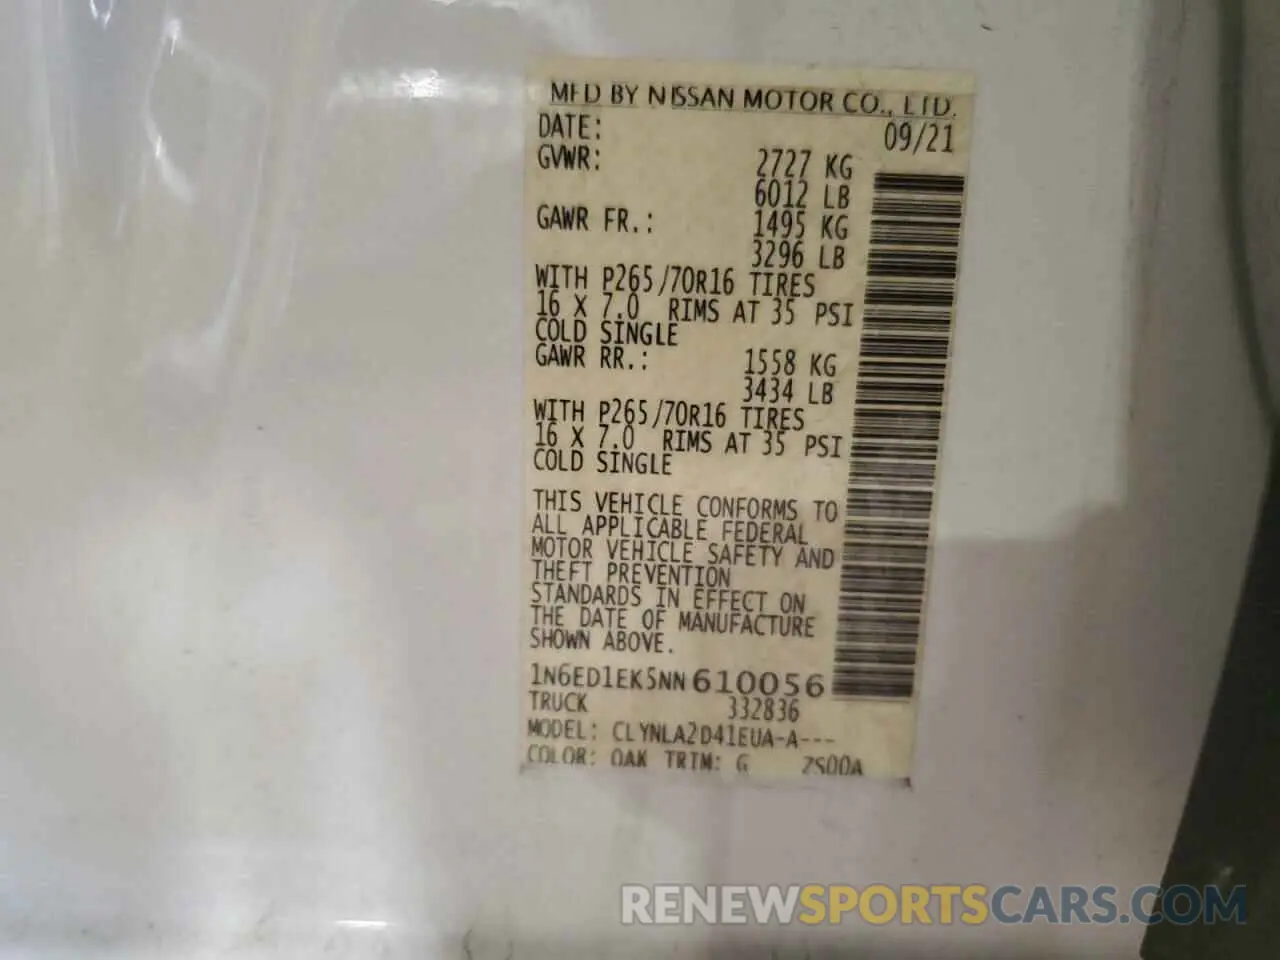 MFD BY NISSAN MOTOR CO., LTD.
DATE: 09/21
GVWR: 2727 KG
6012 LB
GAWR FR.: 1495 KG
3296 LB
WITH P265/70R16 TIRES
16 X 7.0 RIMS AT 35 PSI
COLD SINGLE
GAWR RR.: 1558 KG
3434 LB
WITH P265/70R16 TIRES
16 X 7.0 RIMS AT 35 PSI
COLD SINGLE
THIS VEHICLE CONFORMS TO
ALL APPLICABLE FEDERAL
MOTOR VEHICLE SAFETY AND
THEFT PREVENTION
STANDARDS IN EFFECT ON
THE DATE OF MANUFACTURE
SHOWN ABOVE.
1N6ED1EK5NN610056
TRUCK 332836
MODEL: CLYNLA2D41EUA-A---
COLOR: QAK TRIM: G 2S00A
RENEWSPORTSCARS.COM